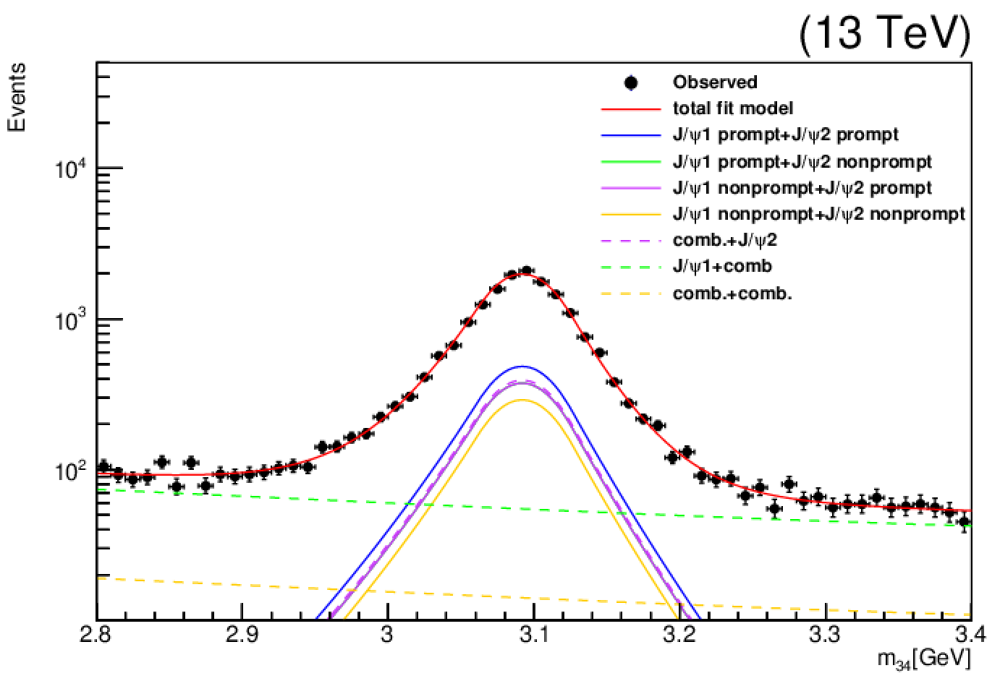 (13 TeV)
Events
Observed
total fit model
J/ψ1 prompt+J/ψ2 prompt
J/ψ1 prompt+J/ψ2 nonprompt
J/ψ1 nonprompt+J/ψ2 prompt
J/ψ1 nonprompt+J/ψ2 nonprompt
comb.+J/ψ2
J/ψ1+comb
comb.+comb.
10⁴
10³
10²
2.8 2.9 3 3.1 3.2 3.3 3.4
m₃₄[GeV]